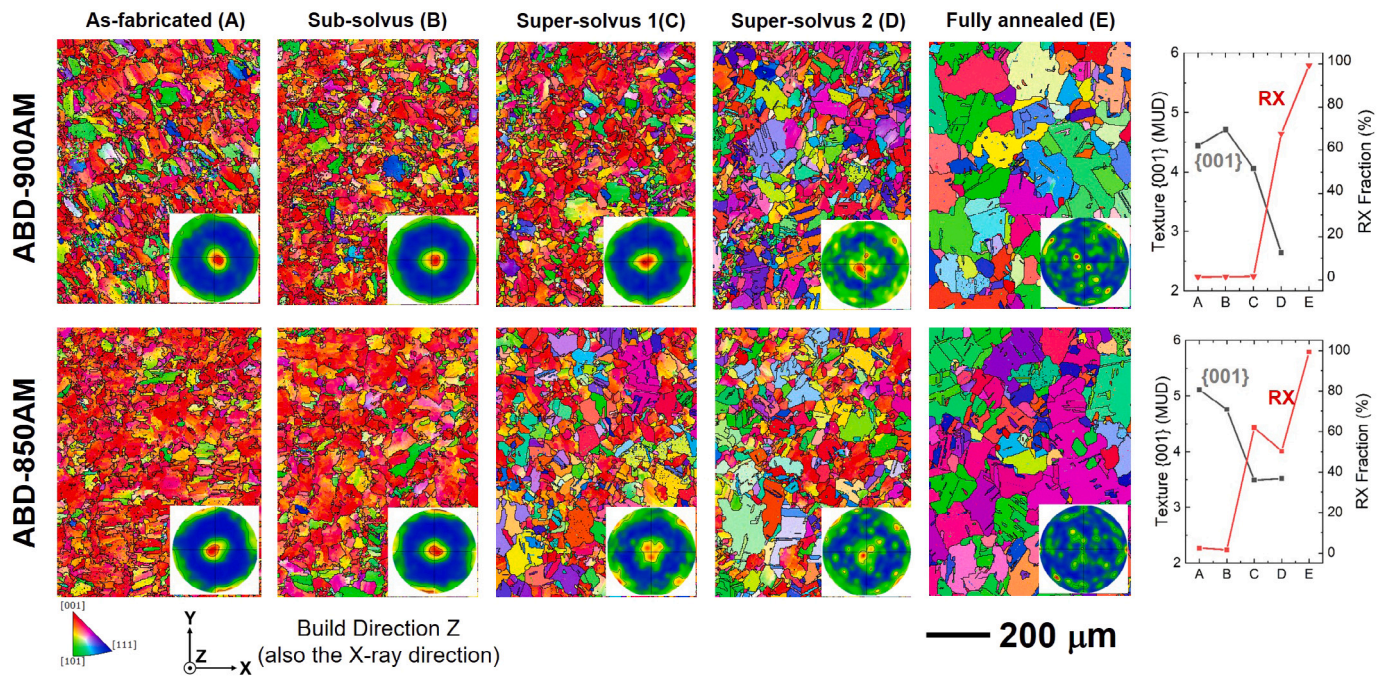 As-fabricated (A)
Sub-solvus (B)
Super-solvus 1(C)
Super-solvus 2 (D)
Fully annealed (E)
ABD-900AM
6
5
4
3
2
Texture {001} (MUD)
{001}
RX
100
80
60
40
20
0
RX Fraction (%)
A B C D E
ABD-850AM
6
5
4
3
2
Texture {001} (MUD)
{001}
RX
100
80
60
40
20
0
RX Fraction (%)
A B C D E
[001]
[111]
[101]
Y
Z
X
Build Direction Z
(also the X-ray direction)
200 μm